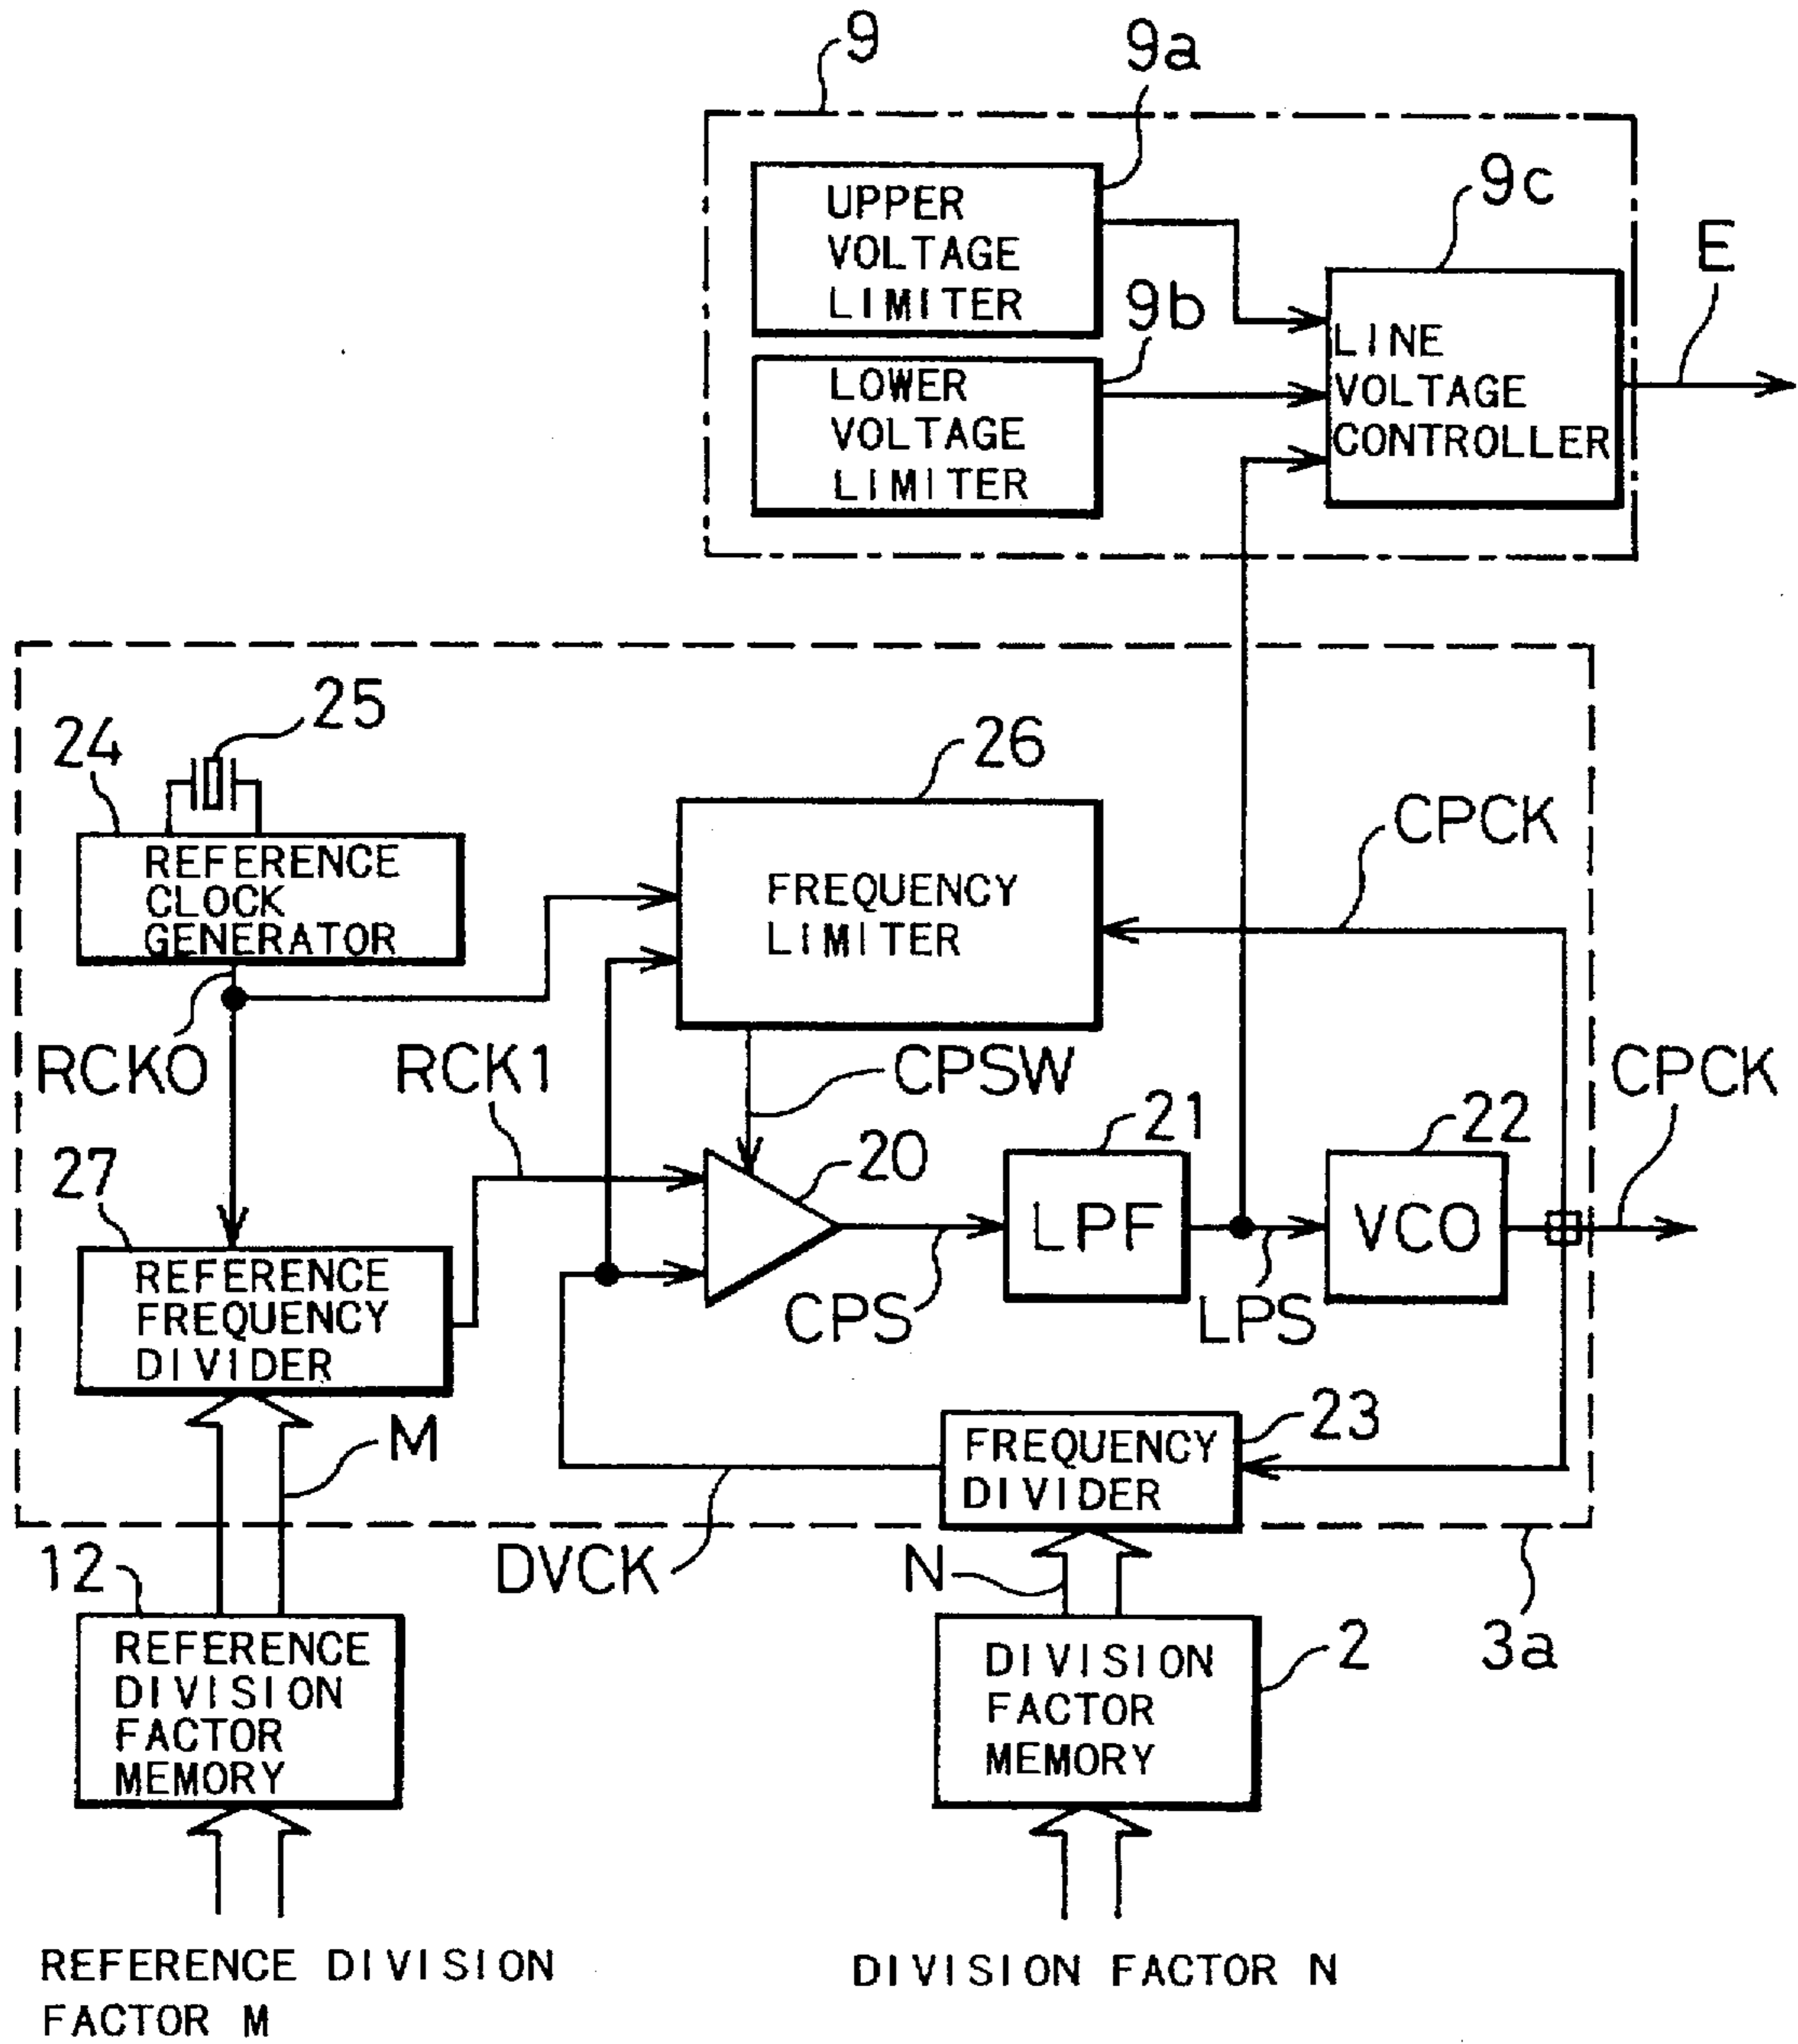 9
9a
UPPER
VOLTAGE
LIMITER
9c
E
9b
LINE
VOLTAGE
CONTROLLER
LOWER
VOLTAGE
LIMITER
25
24
26
CPCK
REFERENCE
CLOCK
GENERATOR
FREQUENCY
LIMITER
RCK0
RCK1
CPSW
CPCK
21
22
20
27
LPF
VCO
REFERENCE
FREQUENCY
DIVIDER
CPS
LPS
23
M
FREQUENCY
DIVIDER
12
DVCK
N
3a
REFERENCE
DIVISION
FACTOR
MEMORY
DIVISION
FACTOR
MEMORY
2
REFERENCE DIVISION
FACTOR M
DIVISION FACTOR N